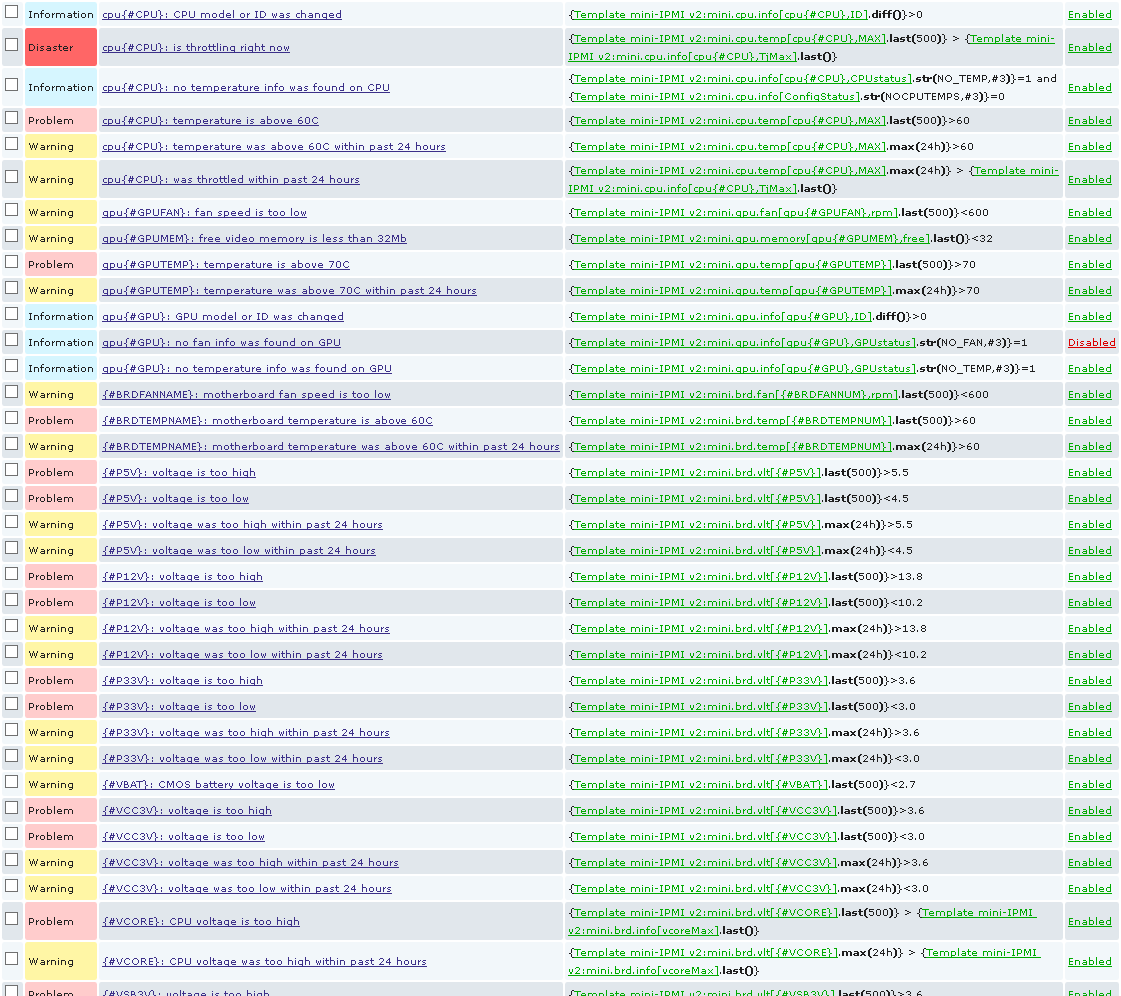 Information cpu{#CPU}: CPU model or ID was changed {Template mini-IPMI v2:mini.cpu.info[cpu{#CPU},ID].diff()}>0 Enabled
Disaster cpu{#CPU}: is throttling right now {Template mini-IPMI v2:mini.cpu.temp[cpu{#CPU},MAX].last(500)} > {Template mini-
IPMI v2:mini.cpu.info[cpu{#CPU},TjMax].last()} Enabled
Information cpu{#CPU}: no temperature info was found on CPU {Template mini-IPMI v2:mini.cpu.info[cpu{#CPU},CPUstatus].str(NO_TEMP,#3)}=1 and
{Template mini-IPMI v2:mini.cpu.info[ConfigStatus].str(NOCPUTEMPS,#3)}=0 Enabled
Problem cpu{#CPU}: temperature is above 60C {Template mini-IPMI v2:mini.cpu.temp[cpu{#CPU},MAX].last(500)}>60 Enabled
Warning cpu{#CPU}: temperature was above 60C within past 24 hours {Template mini-IPMI v2:mini.cpu.temp[cpu{#CPU},MAX].max(24h)}>60 Enabled
Warning cpu{#CPU}: was throttled within past 24 hours {Template mini-IPMI v2:mini.cpu.temp[cpu{#CPU},MAX].max(24h)} > {Template mini-
IPMI v2:mini.cpu.info[cpu{#CPU},TjMax].last()} Enabled
Warning gpu{#GPUFAN}: fan speed is too low {Template mini-IPMI v2:mini.gpu.fan[gpu{#GPUFAN},rpm].last(500)}<600 Enabled
Warning gpu{#GPUMEM}: free video memory is less than 32Mb {Template mini-IPMI v2:mini.gpu.memory[gpu{#GPUMEM},free].last()}<32 Enabled
Problem gpu{#GPUTEMP}: temperature is above 70C {Template mini-IPMI v2:mini.gpu.temp[gpu{#GPUTEMP}].last(500)}>70 Enabled
Warning gpu{#GPUTEMP}: temperature was above 70C within past 24 hours {Template mini-IPMI v2:mini.gpu.temp[gpu{#GPUTEMP}].max(24h)}>70 Enabled
Information gpu{#GPU}: GPU model or ID was changed {Template mini-IPMI v2:mini.gpu.info[gpu{#GPU},ID].diff()}>0 Enabled
Information gpu{#GPU}: no fan info was found on GPU {Template mini-IPMI v2:mini.gpu.info[gpu{#GPU},GPUstatus].str(NO_FAN,#3)}=1 Disabled
Information gpu{#GPU}: no temperature info was found on GPU {Template mini-IPMI v2:mini.gpu.info[gpu{#GPU},GPUstatus].str(NO_TEMP,#3)}=1 Enabled
Warning {#BRDFANNAME}: motherboard fan speed is too low {Template mini-IPMI v2:mini.brd.fan[{#BRDFANNUM},rpm].last(500)}<600 Enabled
Problem {#BRDTEMPNAME}: motherboard temperature is above 60C {Template mini-IPMI v2:mini.brd.temp[{#BRDTEMPNUM}].last(500)}>60 Enabled
Warning {#BRDTEMPNAME}: motherboard temperature was above 60C within past 24 hours {Template mini-IPMI v2:mini.brd.temp[{#BRDTEMPNUM}].max(24h)}>60 Enabled
Problem {#P5V}: voltage is too high {Template mini-IPMI v2:mini.brd.vlt[{#P5V}].last(500)}>5.5 Enabled
Problem {#P5V}: voltage is too low {Template mini-IPMI v2:mini.brd.vlt[{#P5V}].last(500)}<4.5 Enabled
Warning {#P5V}: voltage was too high within past 24 hours {Template mini-IPMI v2:mini.brd.vlt[{#P5V}].max(24h)}>5.5 Enabled
Warning {#P5V}: voltage was too low within past 24 hours {Template mini-IPMI v2:mini.brd.vlt[{#P5V}].max(24h)}<4.5 Enabled
Problem {#P12V}: voltage is too high {Template mini-IPMI v2:mini.brd.vlt[{#P12V}].last(500)}>13.8 Enabled
Problem {#P12V}: voltage is too low {Template mini-IPMI v2:mini.brd.vlt[{#P12V}].last(500)}<10.2 Enabled
Warning {#P12V}: voltage was too high within past 24 hours {Template mini-IPMI v2:mini.brd.vlt[{#P12V}].max(24h)}>13.8 Enabled
Warning {#P12V}: voltage was too low within past 24 hours {Template mini-IPMI v2:mini.brd.vlt[{#P12V}].max(24h)}<10.2 Enabled
Problem {#P33V}: voltage is too high {Template mini-IPMI v2:mini.brd.vlt[{#P33V}].last(500)}>3.6 Enabled
Problem {#P33V}: voltage is too low {Template mini-IPMI v2:mini.brd.vlt[{#P33V}].last(500)}<3.0 Enabled
Warning {#P33V}: voltage was too high within past 24 hours {Template mini-IPMI v2:mini.brd.vlt[{#P33V}].max(24h)}>3.6 Enabled
Warning {#P33V}: voltage was too low within past 24 hours {Template mini-IPMI v2:mini.brd.vlt[{#P33V}].max(24h)}<3.0 Enabled
Warning {#VBAT}: CMOS battery voltage is too low {Template mini-IPMI v2:mini.brd.vlt[{#VBAT}].last(500)}<2.7 Enabled
Problem {#VCC3V}: voltage is too high {Template mini-IPMI v2:mini.brd.vlt[{#VCC3V}].last(500)}>3.6 Enabled
Problem {#VCC3V}: voltage is too low {Template mini-IPMI v2:mini.brd.vlt[{#VCC3V}].last(500)}<3.0 Enabled
Warning {#VCC3V}: voltage was too high within past 24 hours {Template mini-IPMI v2:mini.brd.vlt[{#VCC3V}].max(24h)}>3.6 Enabled
Warning {#VCC3V}: voltage was too low within past 24 hours {Template mini-IPMI v2:mini.brd.vlt[{#VCC3V}].max(24h)}<3.0 Enabled
Problem {#VCORE}: CPU voltage is too high {Template mini-IPMI v2:mini.brd.vlt[{#VCORE}].last(500)} > {Template mini-IPMI
v2:mini.brd.info[vcoreMax].last()} Enabled
Warning {#VCORE}: CPU voltage was too high within past 24 hours {Template mini-IPMI v2:mini.brd.vlt[{#VCORE}].max(24h)} > {Template mini-IPMI
v2:mini.brd.info[vcoreMax].last()} Enabled
Problem {#VSB3V}: voltage is too high {Template mini-IPMI v2:mini.brd.vlt[{#VSB3V}].last(500)}>3.6 Enabled